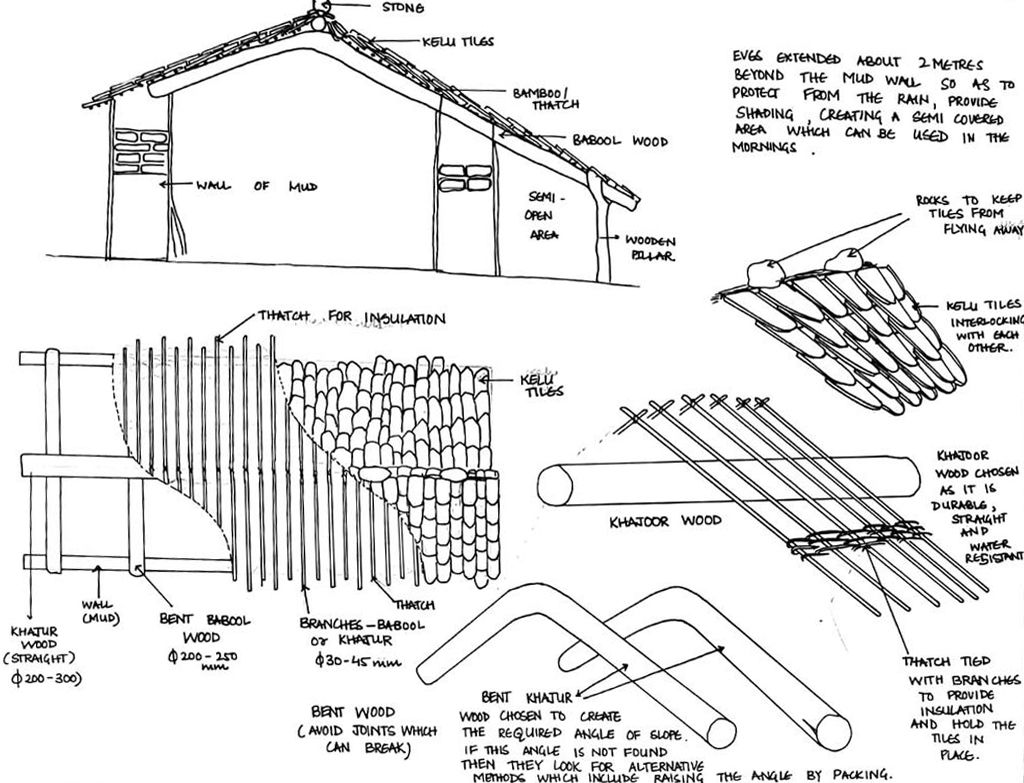 STONE
KELU TILES
BAMBOO/
THATCH
BABOOL WOOD
WALL OF MUD
SEMI-
OPEN
AREA
WOODEN
PILLAR
EVES EXTENDED ABOUT 2 METRES
BEYOND THE MUD WALL SO AS TO
PROTECT FROM THE RAIN, PROVIDE
SHADING, CREATING A SEMI COVERED
AREA WHICH CAN BE USED IN THE
MORNINGS.
ROCKS TO KEEP
TILES FROM
FLYING AWAY
KELU TILES
INTERLOCKING
WITH EACH
OTHER.
THATCH FOR INSULATION
KELU
TILES
KHAJOOR WOOD
KHAJOOR
WOOD CHOSEN
AS IT IS
DURABLE,
STRAIGHT
AND
WATER
RESISTANT
KHAJUR
WOOD
(STRAIGHT)
ф200-300)
WALL
(MUD)
BENT BABOOL
WOOD
ф200-250
mm
BRANCHES-BABOOL
or KHAJUR
ф30-45 mm
THATCH
BENT WOOD
(AVOID JOINTS WHICH
CAN BREAK)
BENT KHAJUR
WOOD CHOSEN TO CREATE
THE REQUIRED ANGLE OF SLOPE.
IF THIS ANGLE IS NOT FOUND
THEN THEY LOOK FOR ALTERNATIVE
METHODS WHICH INCLUDE RAISING THE ANGLE BY PACKING.
THATCH TIED
WITH BRANCHES
TO PROVIDE
INSULATION
AND HOLD THE
TILES IN
PLACE.